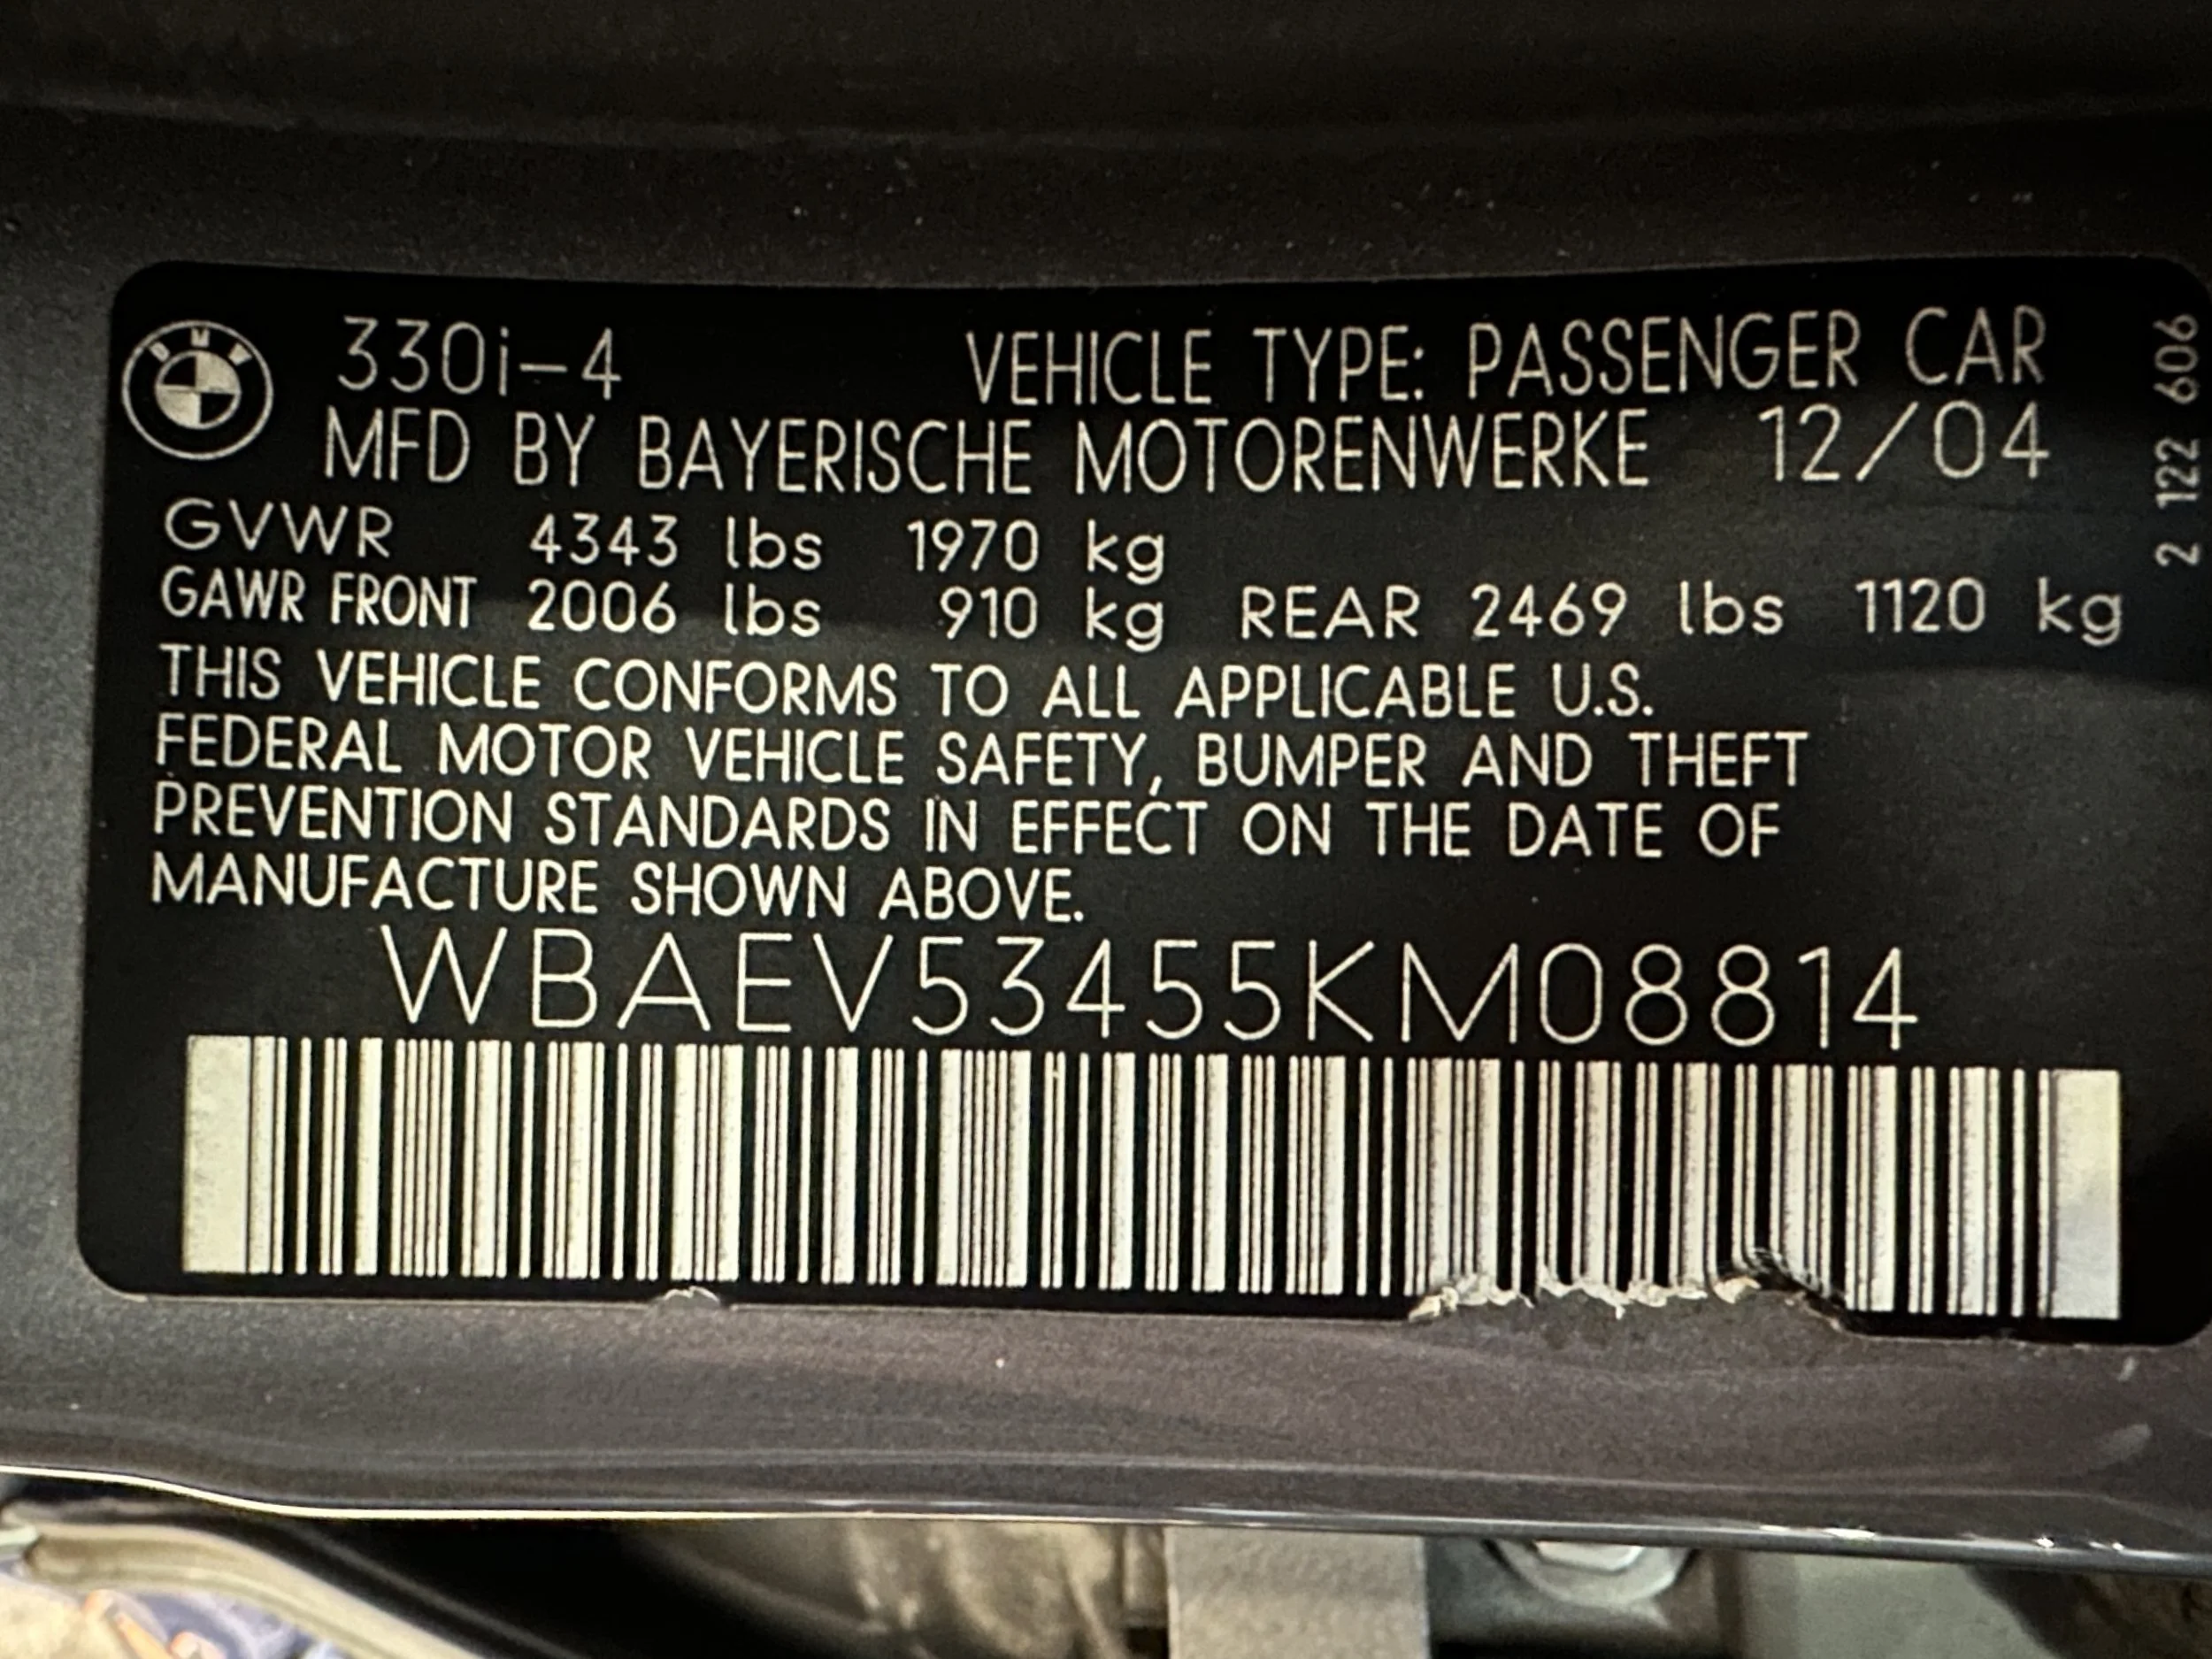 BMW
330i-4 VEHICLE TYPE: PASSENGER CAR
MFD BY BAYERISCHE MOTORENWERKE 12/04
GVWR 4343 lbs 1970 kg
GAWR FRONT 2006 lbs 910 kg REAR 2469 lbs 1120 kg
THIS VEHICLE CONFORMS TO ALL APPLICABLE U.S.
FEDERAL MOTOR VEHICLE SAFETY, BUMPER AND THEFT
PREVENTION STANDARDS IN EFFECT ON THE DATE OF
MANUFACTURE SHOWN ABOVE.
WBAEV53455KM08814
2 122 606